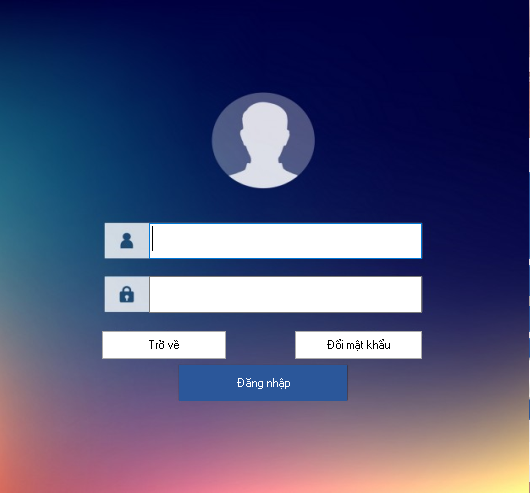 Trở về
Đổi mật khẩu
Đăng nhập